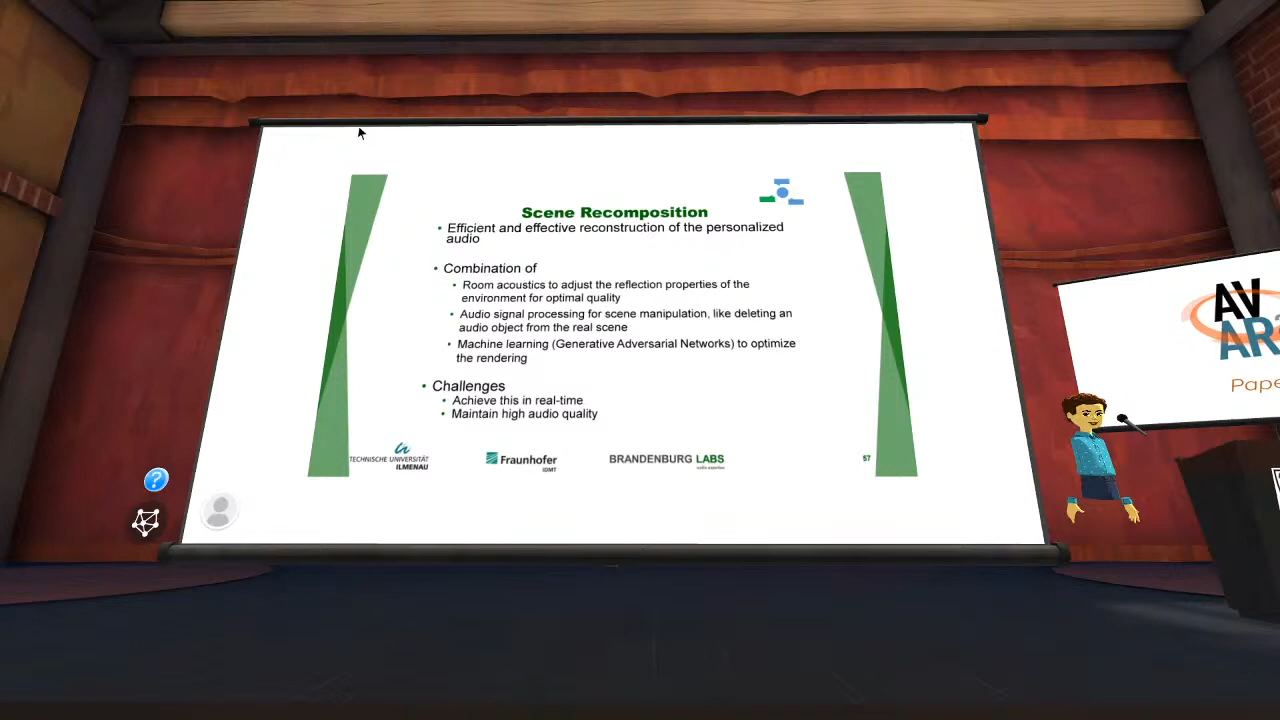 Scene Recomposition
• Efficient and effective reconstruction of the personalized
audio
• Combination of
• Room acoustics to adjust the reflection properties of the
environment for optimal quality
• Audio signal processing for scene manipulation, like deleting an
audio object from the real scene
• Machine learning (Generative Adversarial Networks) to optimize
the rendering
• Challenges
• Achieve this in real-time
• Maintain high audio quality
TECHNISCHE UNIVERSITÄT
ILMENAU
Fraunhofer
IDMT
BRANDENBURG LABS
audio expertise
57
?
AV
AR
Pape